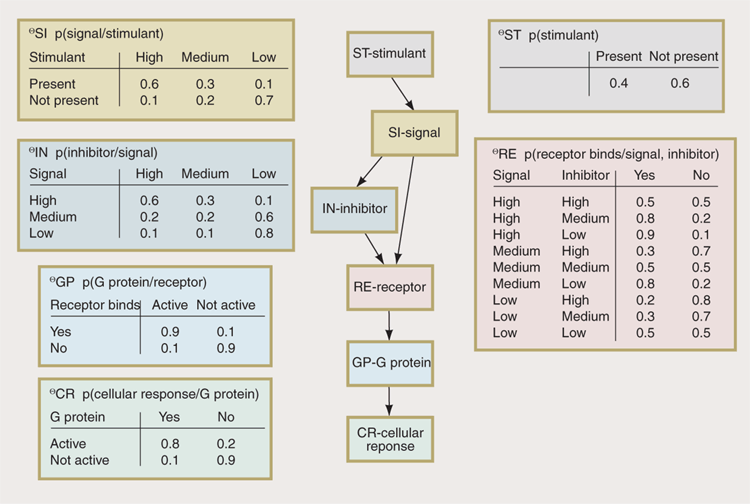 ΘSI p(signal/stimulant)
Stimulant High Medium Low
Present 0.6 0.3 0.1
Not present 0.1 0.2 0.7
ΘIN p(inhibitor/signal)
Signal High Medium Low
High 0.6 0.3 0.1
Medium 0.2 0.2 0.6
Low 0.1 0.1 0.8
ΘGP p(G protein/receptor)
Receptor binds Active Not active
Yes 0.9 0.1
No 0.1 0.9
ΘCR p(cellular response/G protein)
G protein Yes No
Active 0.8 0.2
Not active 0.1 0.9
ST-stimulant
SI-signal
IN-inhibitor
RE-receptor
GP-G protein
CR-cellular
reponse
ΘST p(stimulant)
Present Not present
0.4 0.6
ΘRE p(receptor binds/signal, inhibitor)
Signal Inhibitor Yes No
High High 0.5 0.5
High Medium 0.8 0.2
High Low 0.9 0.1
Medium High 0.3 0.7
Medium Medium 0.5 0.5
Medium Low 0.8 0.2
Low High 0.2 0.8
Low Medium 0.3 0.7
Low Low 0.5 0.5